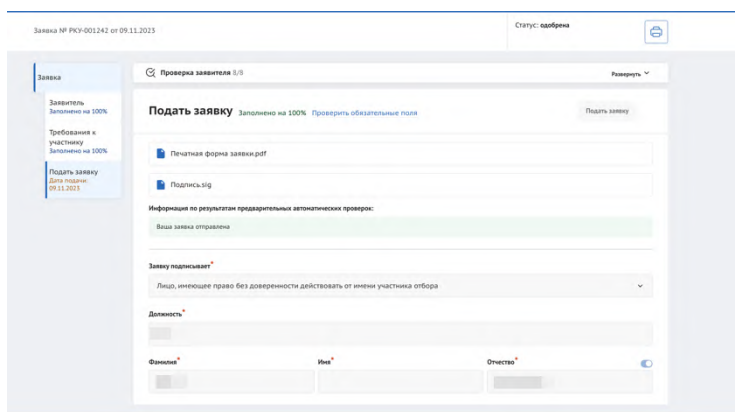 Заявка № РКУ-001242 от 09.11.2023
Статус: одобрена
Заявка
Заявитель
Заполнено на 100%
Требования к
участнику
Заполнено на 100%
Подать заявку
Дата подачи:
09.11.2023
Проверка заявителя 8/8
Развернуть
Подать заявку Заполнено на 100% Проверить обязательные поля
Подать заявку
Печатная форма заявки.pdf
Подпись.sig
Информация по результатам предварительных автоматических проверок:
Ваша заявка отправлена
Заявку подписывает*
Лицо, имеющее право без доверенности действовать от имени участника отбора
Должность*
Фамилия* Имя* Отчество*